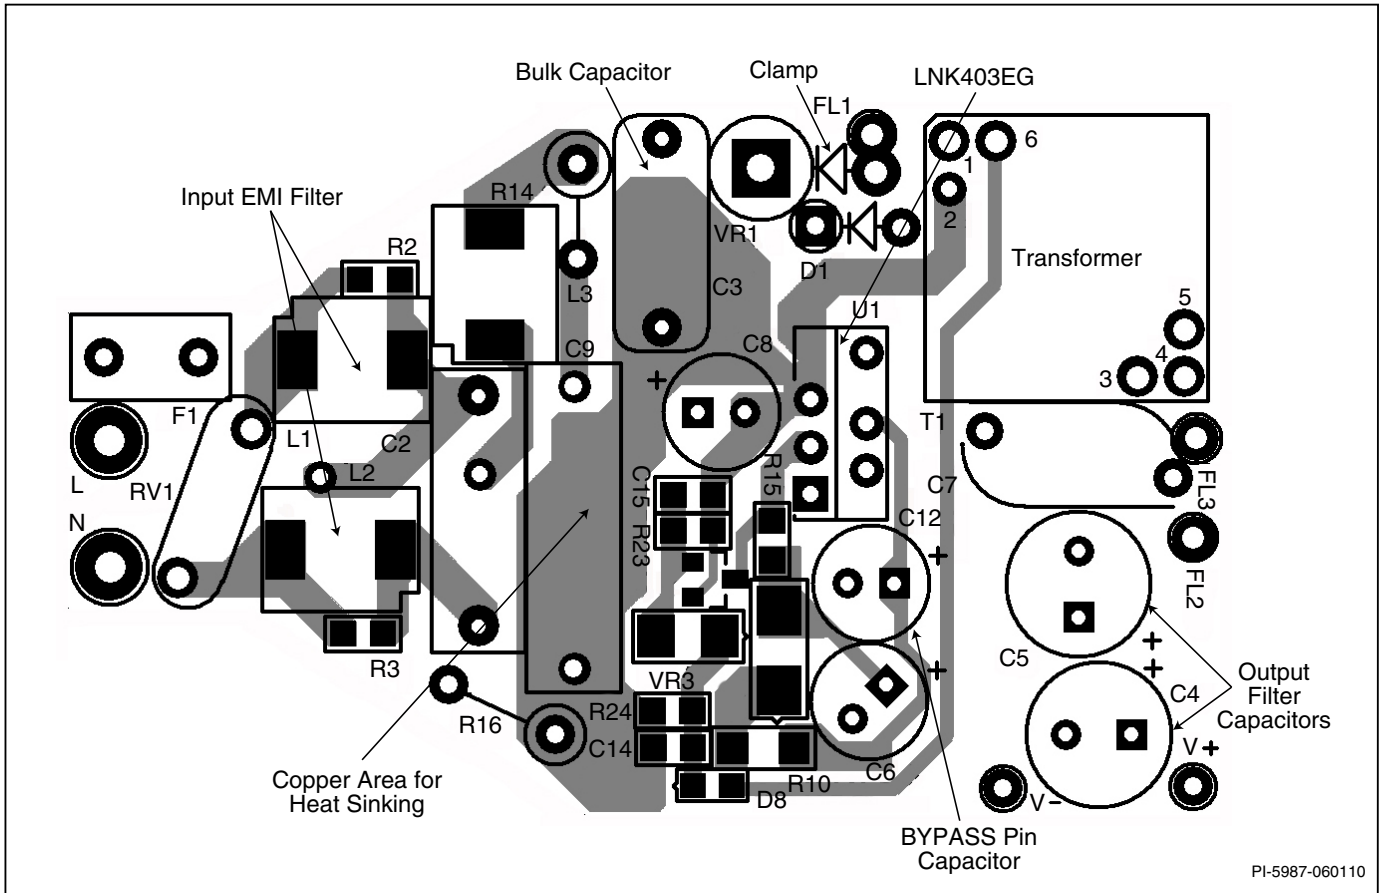 Bulk Capacitor
Clamp
LNK403EG
FL1
6
1
R14
Input EMI Filter
2
VR1
R2
Transformer
D1
L3
C3
U1
5
C9
C8
4
3
+
F1
L1
C2
T1
L2
RV1
L
C15
R15
C7
FL3
N
C12
R23
+
FL2
C5
+
R3
VR3
+
+
Output
Filter
Capacitors
C4
R16
R24
C14
V+
C6
Copper Area for
Heat Sinking
R10
D8
V-
BYPASS Pin
Capacitor
PI-5987-060110